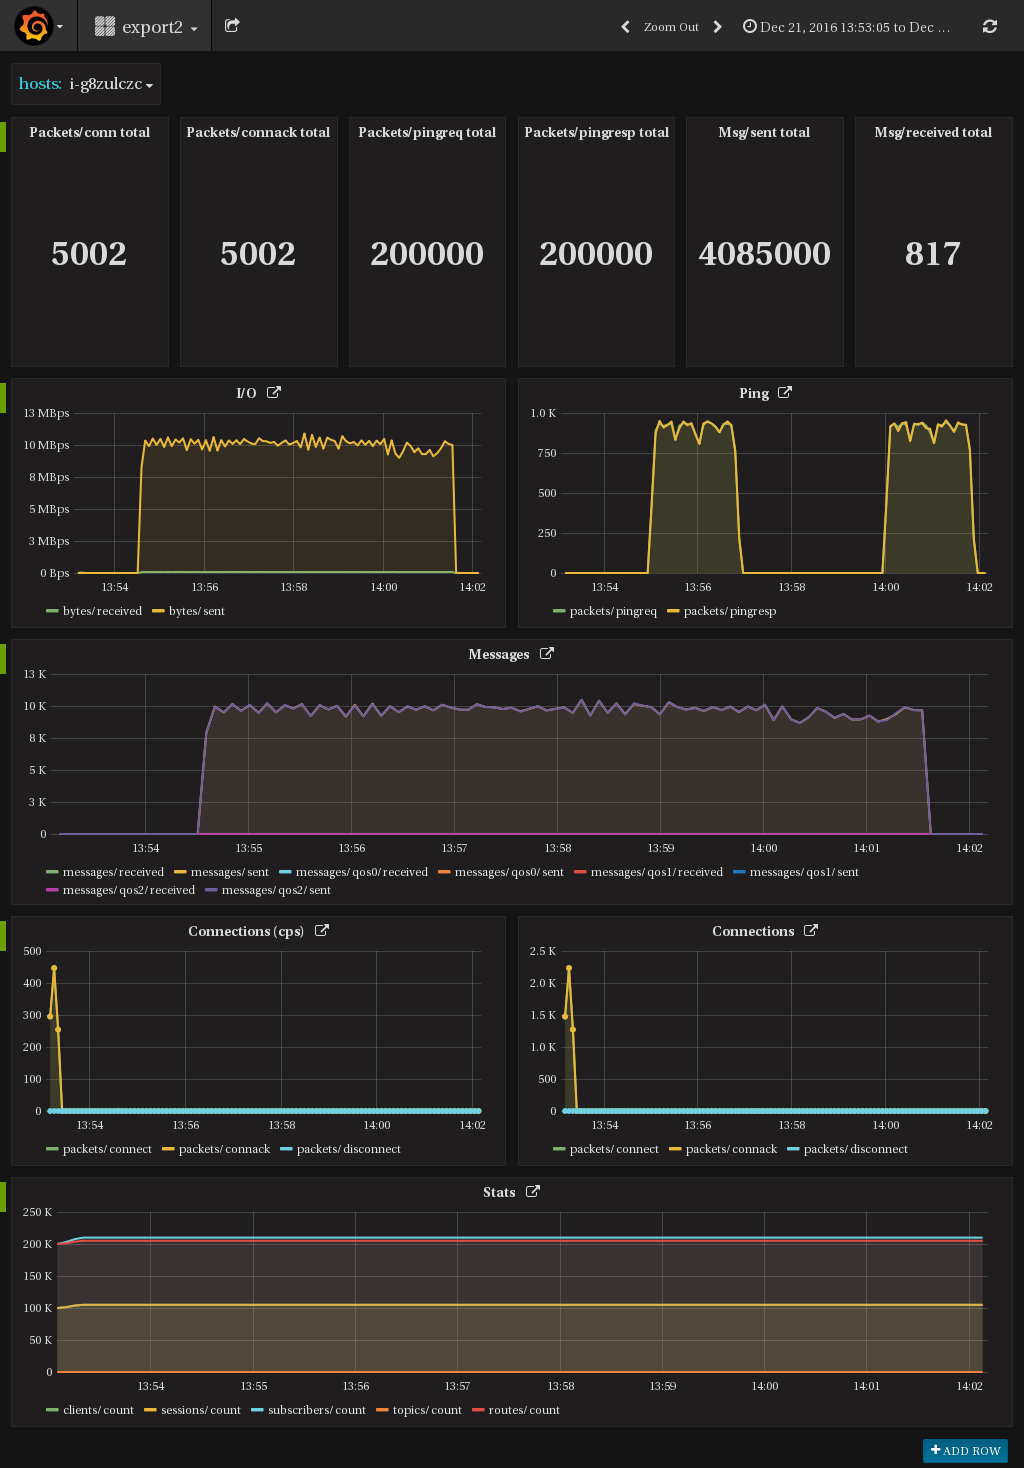 export2
Zoom Out
Dec 21, 2016 13:53:05 to Dec ...
hosts: i-g8zulczc
Packets/conn total
Packets/connack total
Packets/pingreq total
Packets/pingresp total
Msg/sent total
Msg/received total
5002
5002
200000
200000
4085000
817
I/O
13 MBps
10 MBps
8 MBps
5 MBps
3 MBps
0 Bps
13:54 13:56 13:58 14:00 14:02
bytes/received bytes/sent
Ping
1.0 K
750
500
250
0
13:54 13:56 13:58 14:00 14:02
packets/pingreq packets/pingresp
Messages
13 K
10 K
8 K
5 K
3 K
0
13:54 13:55 13:56 13:57 13:58 13:59 14:00 14:01 14:02
messages/received messages/sent messages/qos0/received messages/qos0/sent messages/qos1/received messages/qos1/sent
messages/qos2/received messages/qos2/sent
Connections (cps)
500
400
300
200
100
0
13:54 13:56 13:58 14:00 14:02
packets/connect packets/connack packets/disconnect
Connections
2.5 K
2.0 K
1.5 K
1.0 K
500
0
13:54 13:56 13:58 14:00 14:02
packets/connect packets/connack packets/disconnect
Stats
250 K
200 K
150 K
100 K
50 K
0
13:54 13:55 13:56 13:57 13:58 13:59 14:00 14:01 14:02
clients/count sessions/count subscribers/count topics/count routes/count
ADD ROW